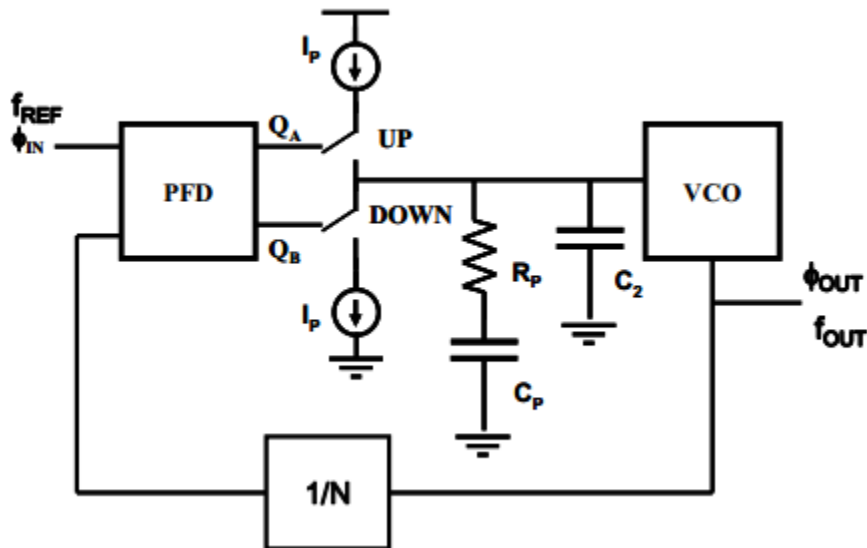 I_P
f_REF
ϕ_IN
Q_A
UP
PFD
VCO
DOWN
Q_B
R_P
C_2
ϕ_OUT
I_P
f_OUT
C_P
1/N